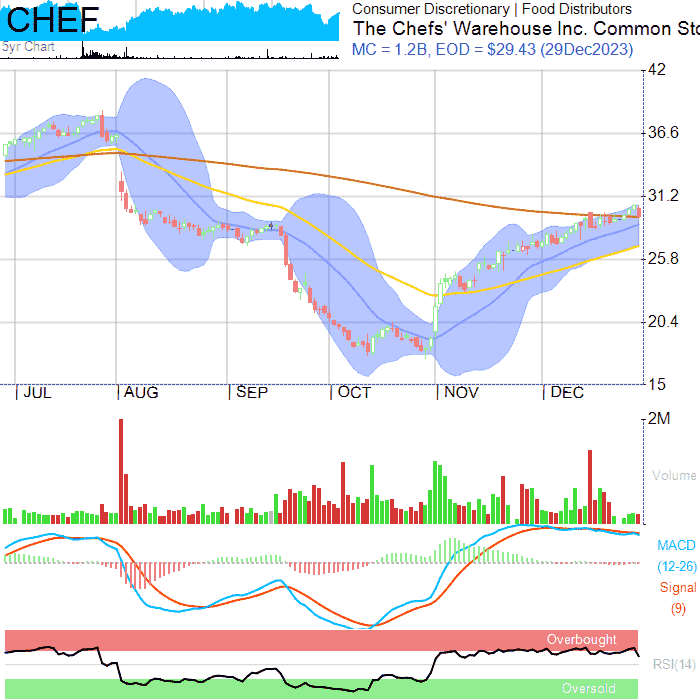 CHEF
5yr Chart
Consumer Discretionary | Food Distributors
The Chefs' Warehouse Inc. Common Sto
MC = 1.2B, EOD = $29.43 (29Dec2023)
42
36.6
31.2
25.8
20.4
15
JUL AUG SEP OCT NOV DEC
2M
Volume
MACD
(12-26)
Signal
(9)
Overbought
RSI(14)
Oversold